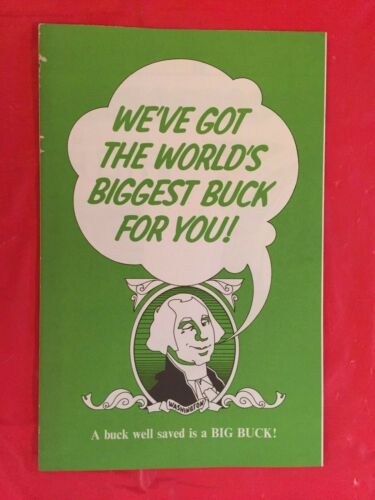 WE'VE GOT
THE WORLD'S
BIGGEST BUCK
FOR YOU!
WASHINGTON
A buck well saved is a BIG BUCK!